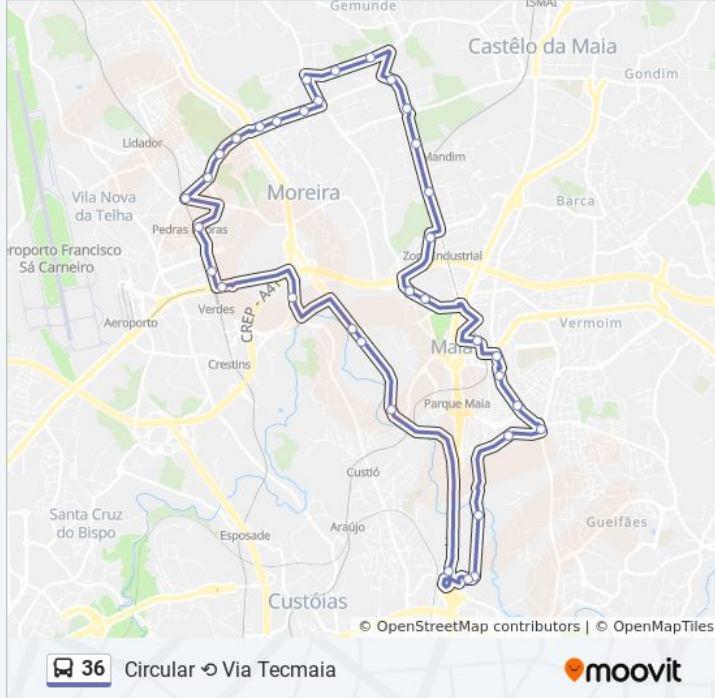 Gemunde
ISMAI
Castêlo da Maia
Gondim
Lidador
Mandim
Moreira
Vila Nova
da Telha
Barca
Pedras
eroporto Francisco
Sá Carneiro
Zona Industrial
CREP - A41
Verdes
Aeroporto
Vermoim
Maia
Crestins
Parque Maia
Custió
Santa Cruz
do Bispo
Araújo
Gueifães
Esposade
Custóias
© OpenStreetMap contributors | © OpenMapTiles
36 Circular ⟲ Via Tecmaia
moovit